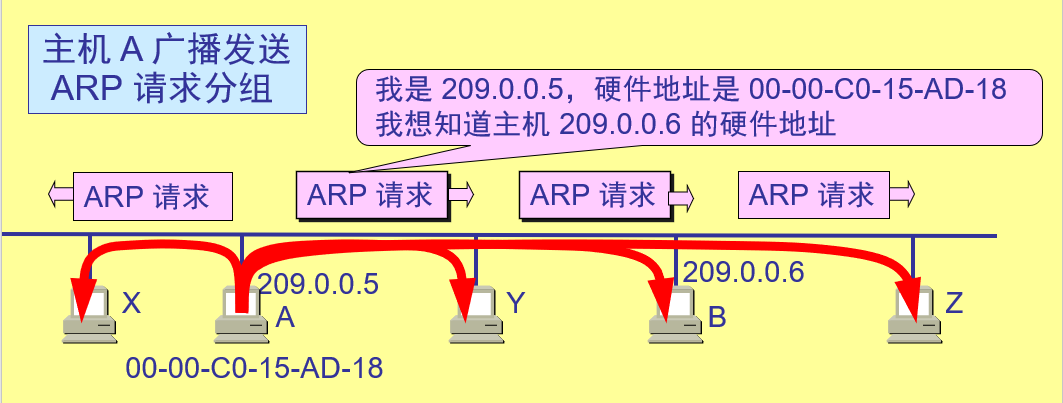 主机 A 广播发送
ARP 请求分组
我是 209.0.0.5，硬件地址是 00-00-C0-15-AD-18
我想知道主机 209.0.0.6 的硬件地址
ARP 请求
ARP 请求
ARP 请求
ARP 请求
209.0.0.5
209.0.0.6
X
A
Y
B
Z
00-00-C0-15-AD-18